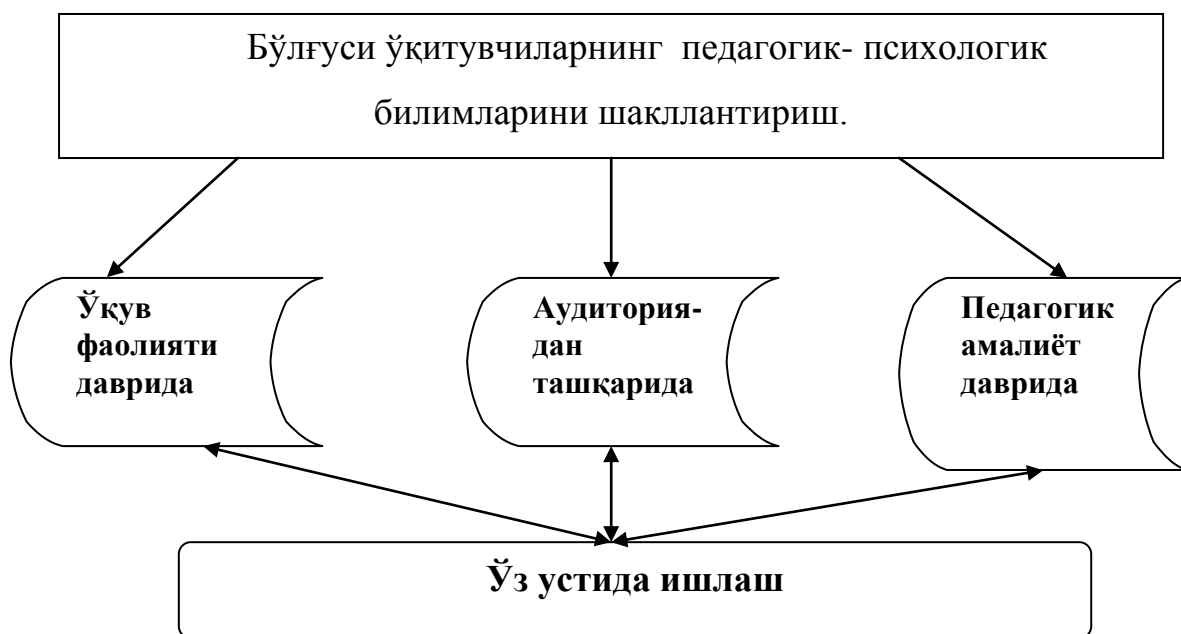 Бўлғуси ўқитувчиларнинг педагогик- психологик
билимларини шакллантириш.
Ўқув
фаолияти
даврида
Аудитория-
дан
ташқарида
Педагогик
амалиёт
даврида
Ўз устида ишлаш